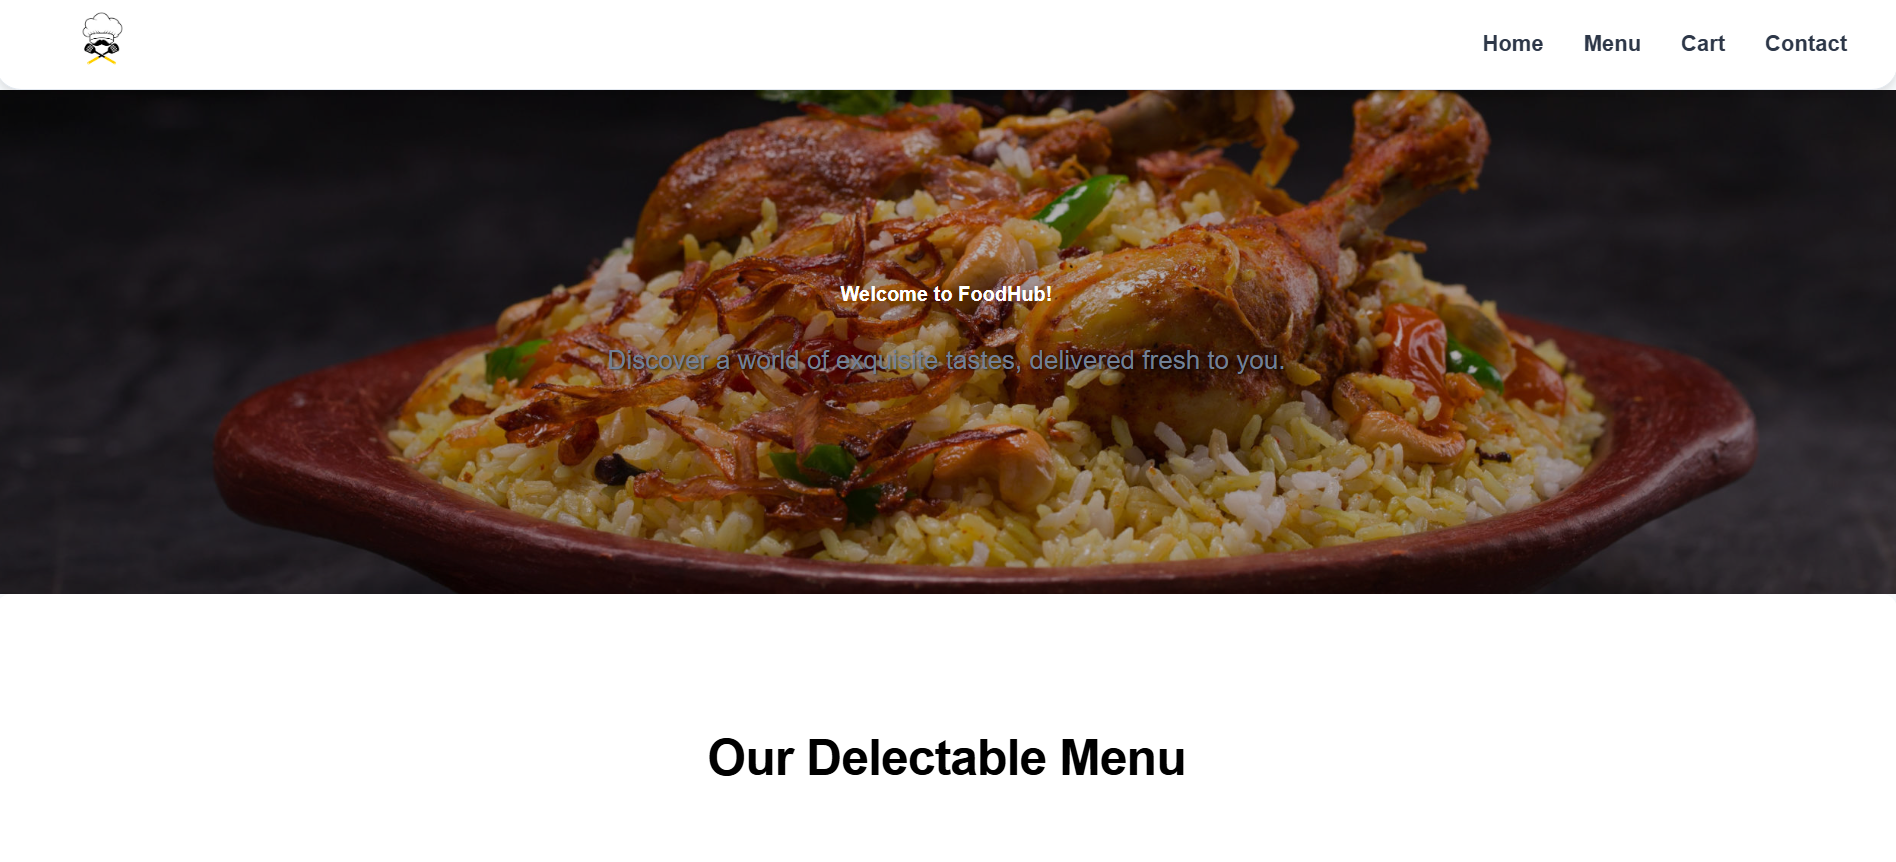 Home Menu Cart Contact
Welcome to FoodHub!
Discover a world of exquisite tastes, delivered fresh to you.
Our Delectable Menu